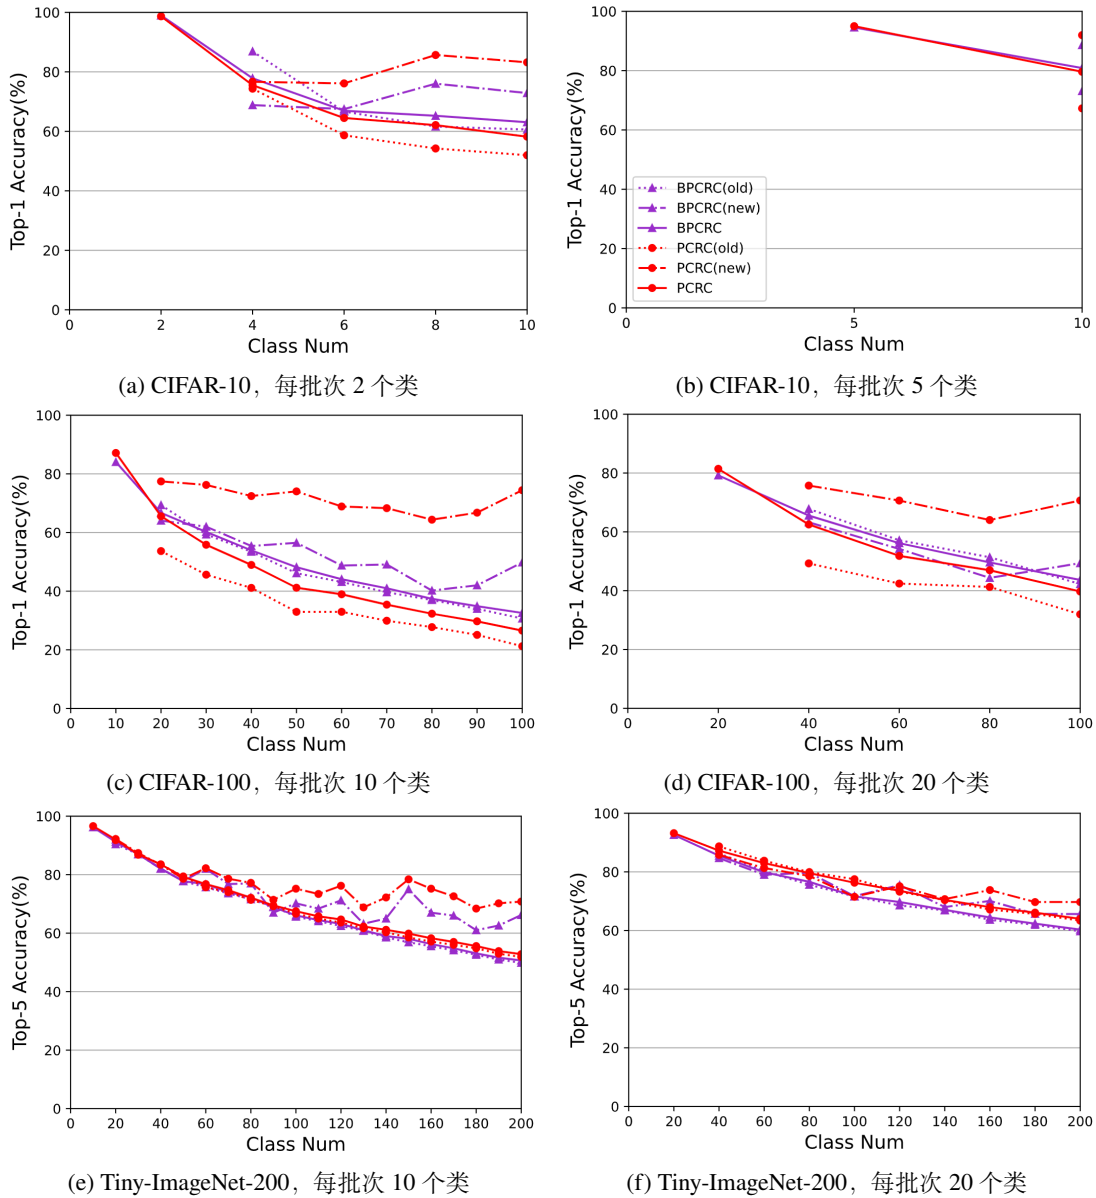 100
80
60
40
20
0
Top-1 Accuracy(%)
0 2 4 6 8 10
Class Num
(a) CIFAR-10，每批次 2 个类
100
80
60
40
20
0
Top-1 Accuracy(%)
BPCRC(old)
BPCRC(new)
BPCRC
PCRC(old)
PCRC(new)
PCRC
0 5 10
Class Num
(b) CIFAR-10，每批次 5 个类
100
80
60
40
20
0
Top-1 Accuracy(%)
0 10 20 30 40 50 60 70 80 90 100
Class Num
(c) CIFAR-100，每批次 10 个类
100
80
60
40
20
0
Top-1 Accuracy(%)
0 20 40 60 80 100
Class Num
(d) CIFAR-100，每批次 20 个类
100
80
60
40
20
0
Top-5 Accuracy(%)
0 20 40 60 80 100 120 140 160 180 200
Class Num
(e) Tiny-ImageNet-200，每批次 10 个类
100
80
60
40
20
0
Top-5 Accuracy(%)
0 20 40 60 80 100 120 140 160 180 200
Class Num
(f) Tiny-ImageNet-200，每批次 20 个类